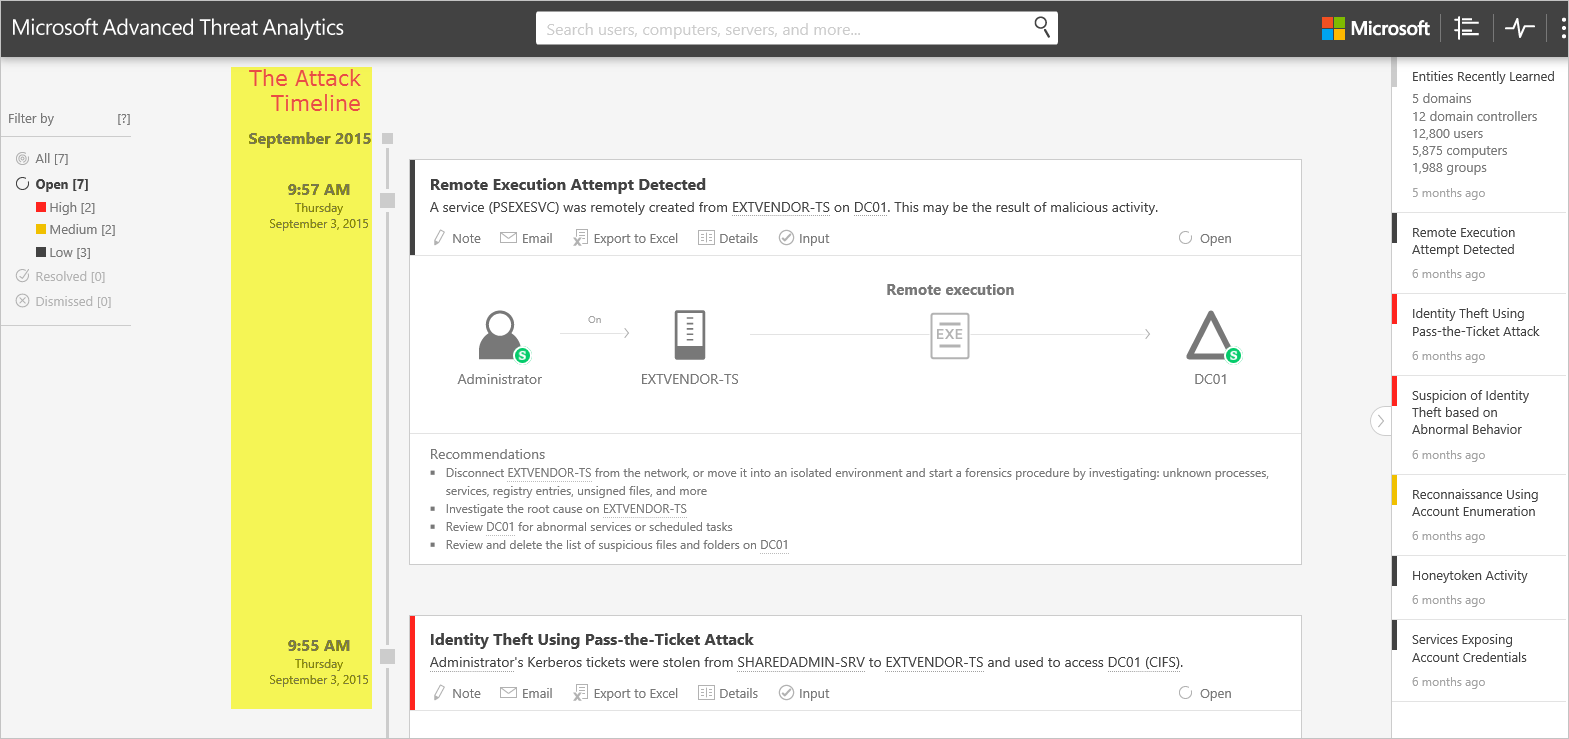 Microsoft Advanced Threat Analytics
Search users, computers, servers, and more...
Microsoft
Filter by [?]
All [7]
Open [7]
High [2]
Medium [2]
Low [3]
Resolved [0]
Dismissed [0]
The Attack
Timeline
September 2015
9:57 AM
Thursday
September 3, 2015
Remote Execution Attempt Detected
A service (PSEXESVC) was remotely created from EXTVENDOR-TS on DC01. This may be the result of malicious activity.
Note Email Export to Excel Details Input Open
Remote execution
On
EXE
S
S
Administrator EXTVENDOR-TS DC01
Recommendations
Disconnect EXTVENDOR-TS from the network, or move it into an isolated environment and start a forensics procedure by investigating: unknown processes,
services, registry entries, unsigned files, and more
Investigate the root cause on EXTVENDOR-TS
Review DC01 for abnormal services or scheduled tasks
Review and delete the list of suspicious files and folders on DC01
9:55 AM
Thursday
September 3, 2015
Identity Theft Using Pass-the-Ticket Attack
Administrator's Kerberos tickets were stolen from SHAREDADMIN-SRV to EXTVENDOR-TS and used to access DC01 (CIFS).
Note Email Export to Excel Details Input Open
Entities Recently Learned
5 domains
12 domain controllers
12,800 users
5,875 computers
1,988 groups
5 months ago
Remote Execution
Attempt Detected
6 months ago
Identity Theft Using
Pass-the-Ticket Attack
6 months ago
Suspicion of Identity
Theft based on
Abnormal Behavior
6 months ago
Reconnaissance Using
Account Enumeration
6 months ago
Honeytoken Activity
6 months ago
Services Exposing
Account Credentials
6 months ago